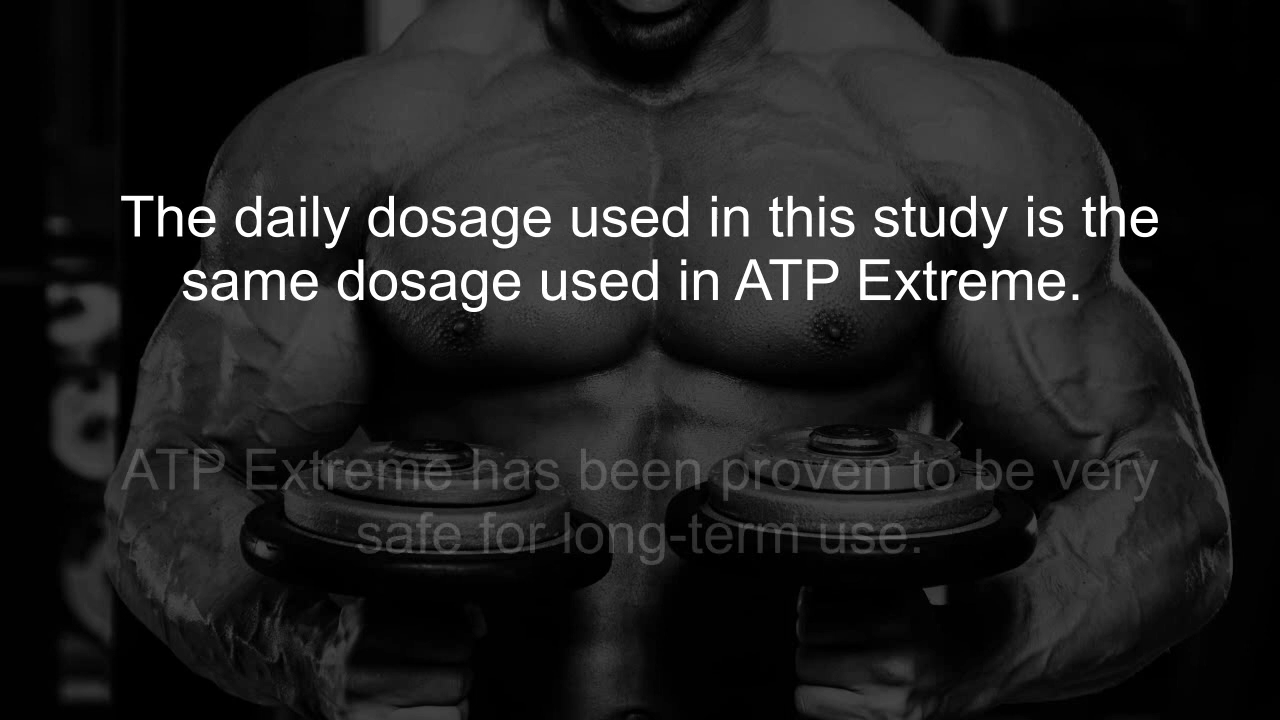 The daily dosage used in this study is the
same dosage used in ATP Extreme.
ATP Extreme has been proven to be very
safe for long-term use.